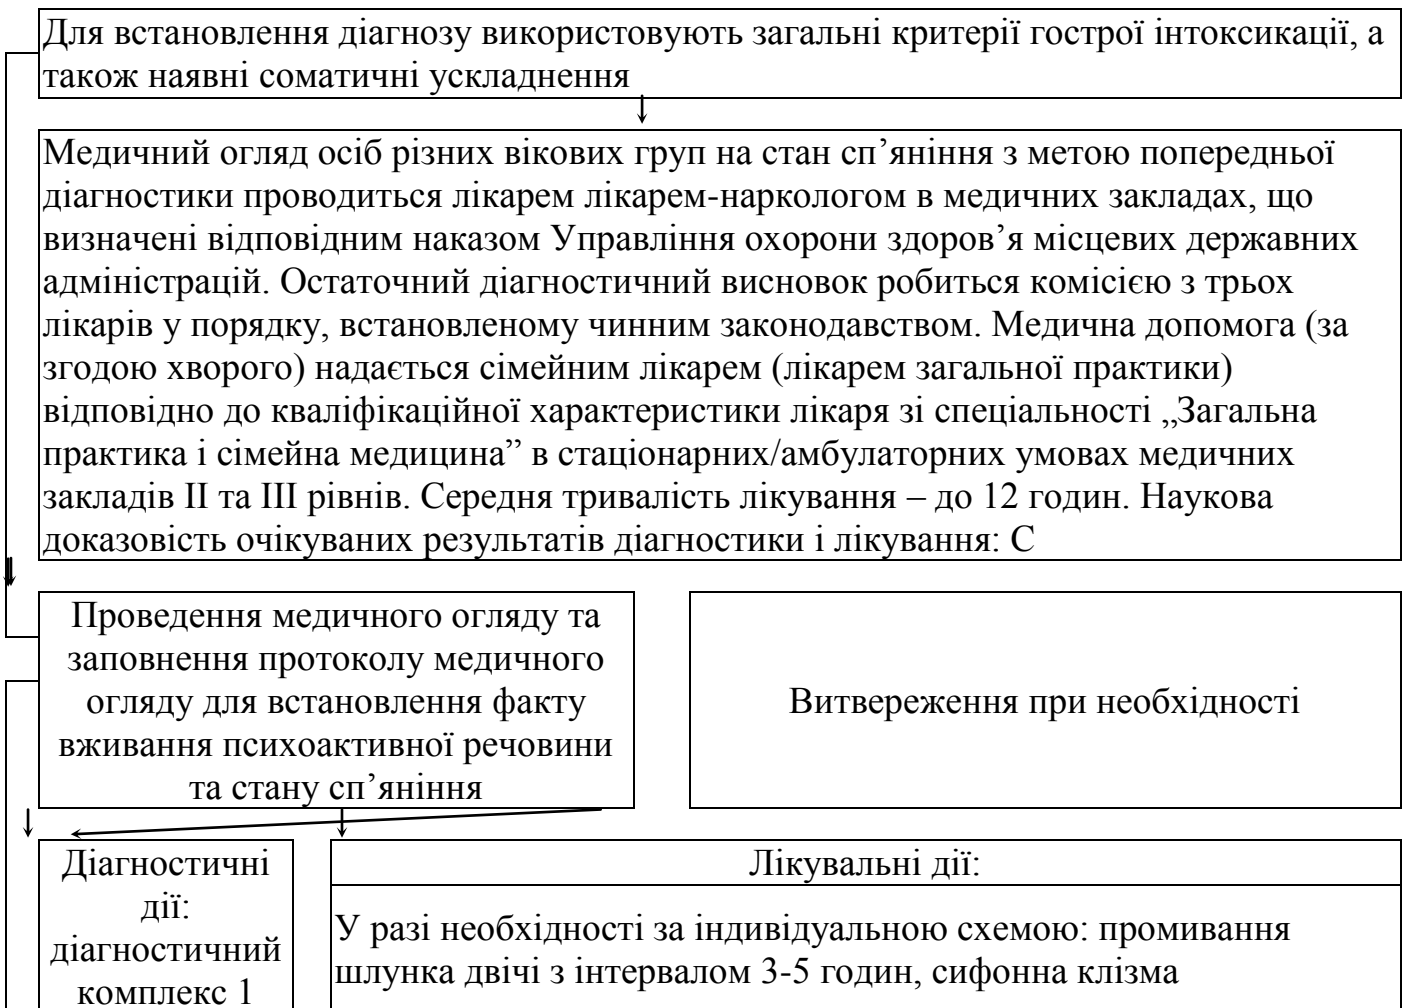 Для встановлення діагнозу використовують загальні критерії гострої інтоксикації, а
також наявні соматичні ускладнення
Медичний огляд осіб різних вікових груп на стан сп’яніння з метою попередньої
діагностики проводиться лікарем лікарем-наркологом в медичних закладах, що
визначені відповідним наказом Управління охорони здоров’я місцевих державних
адміністрацій. Остаточний діагностичний висновок робиться комісією з трьох
лікарів у порядку, встановленому чинним законодавством. Медична допомога (за
згодою хворого) надається сімейним лікарем (лікарем загальної практики)
відповідно до кваліфікаційної характеристики лікаря зі спеціальності „Загальна
практика і сімейна медицина” в стаціонарних/амбулаторних умовах медичних
закладів ІІ та ІІІ рівнів. Середня тривалість лікування – до 12 годин. Наукова
доказовість очікуваних результатів діагностики і лікування: С
Проведення медичного огляду та
заповнення протоколу медичного
огляду для встановлення факту
вживання психоактивної речовини
та стану сп’яніння
Витвереження при необхідності
Діагностичні
дії:
діагностичний
комплекс 1
Лікувальні дії:
У разі необхідності за індивідуальною схемою: промивання
шлунка двічі з інтервалом 3-5 годин, сифонна клізма